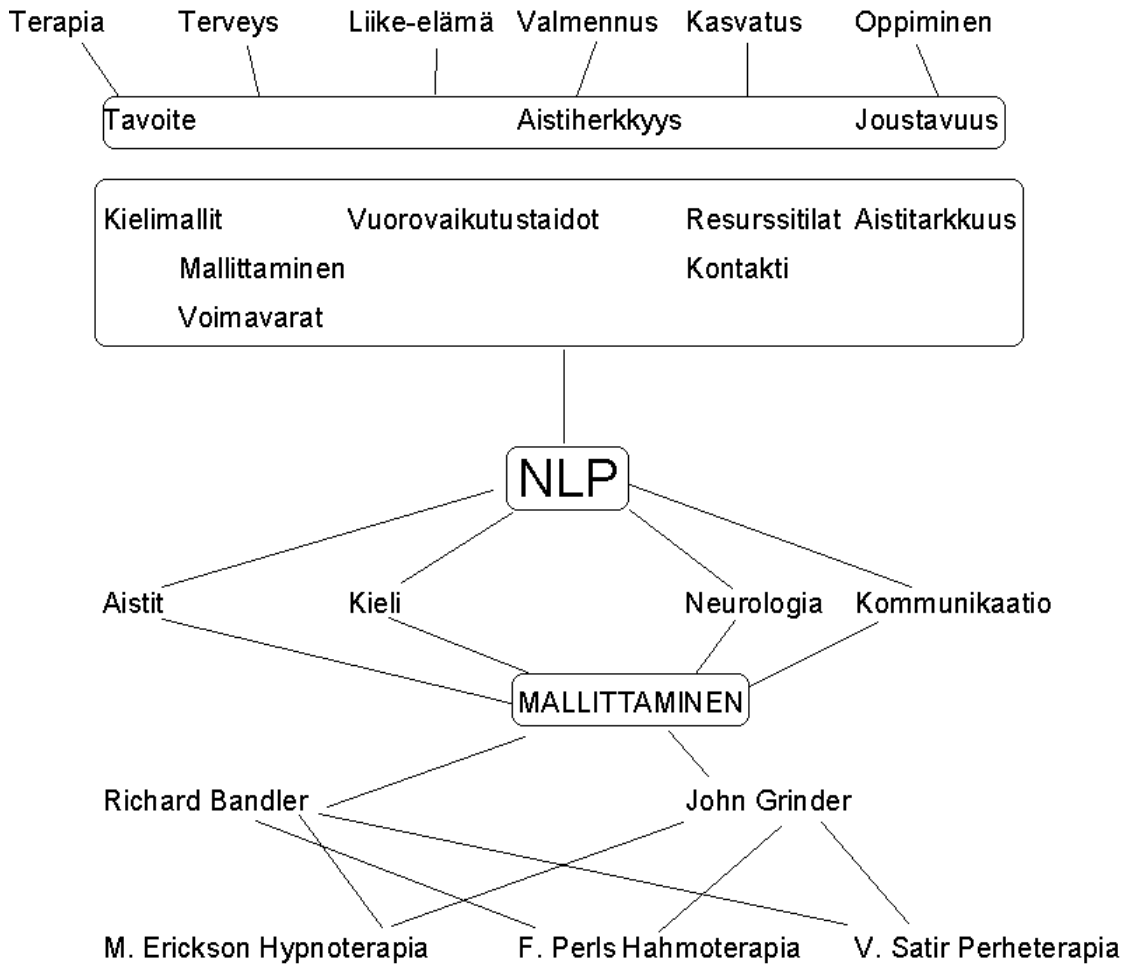 Terapia Terveys Liike-elämä Valmennus Kasvatus Oppiminen
Tavoite Aistiherkkyys Joustavuus
Kielimallit Vuorovaikutustaidot Resurssitilat Aistitarkkuus
Mallittaminen Kontakti
Voimavarat
NLP
Aistit Kieli Neurologia Kommunikaatio
MALLITTAMINEN
Richard Bandler John Grinder
M. Erickson Hypnoterapia F. Perls Hahmoterapia V. Satir Perheterapia